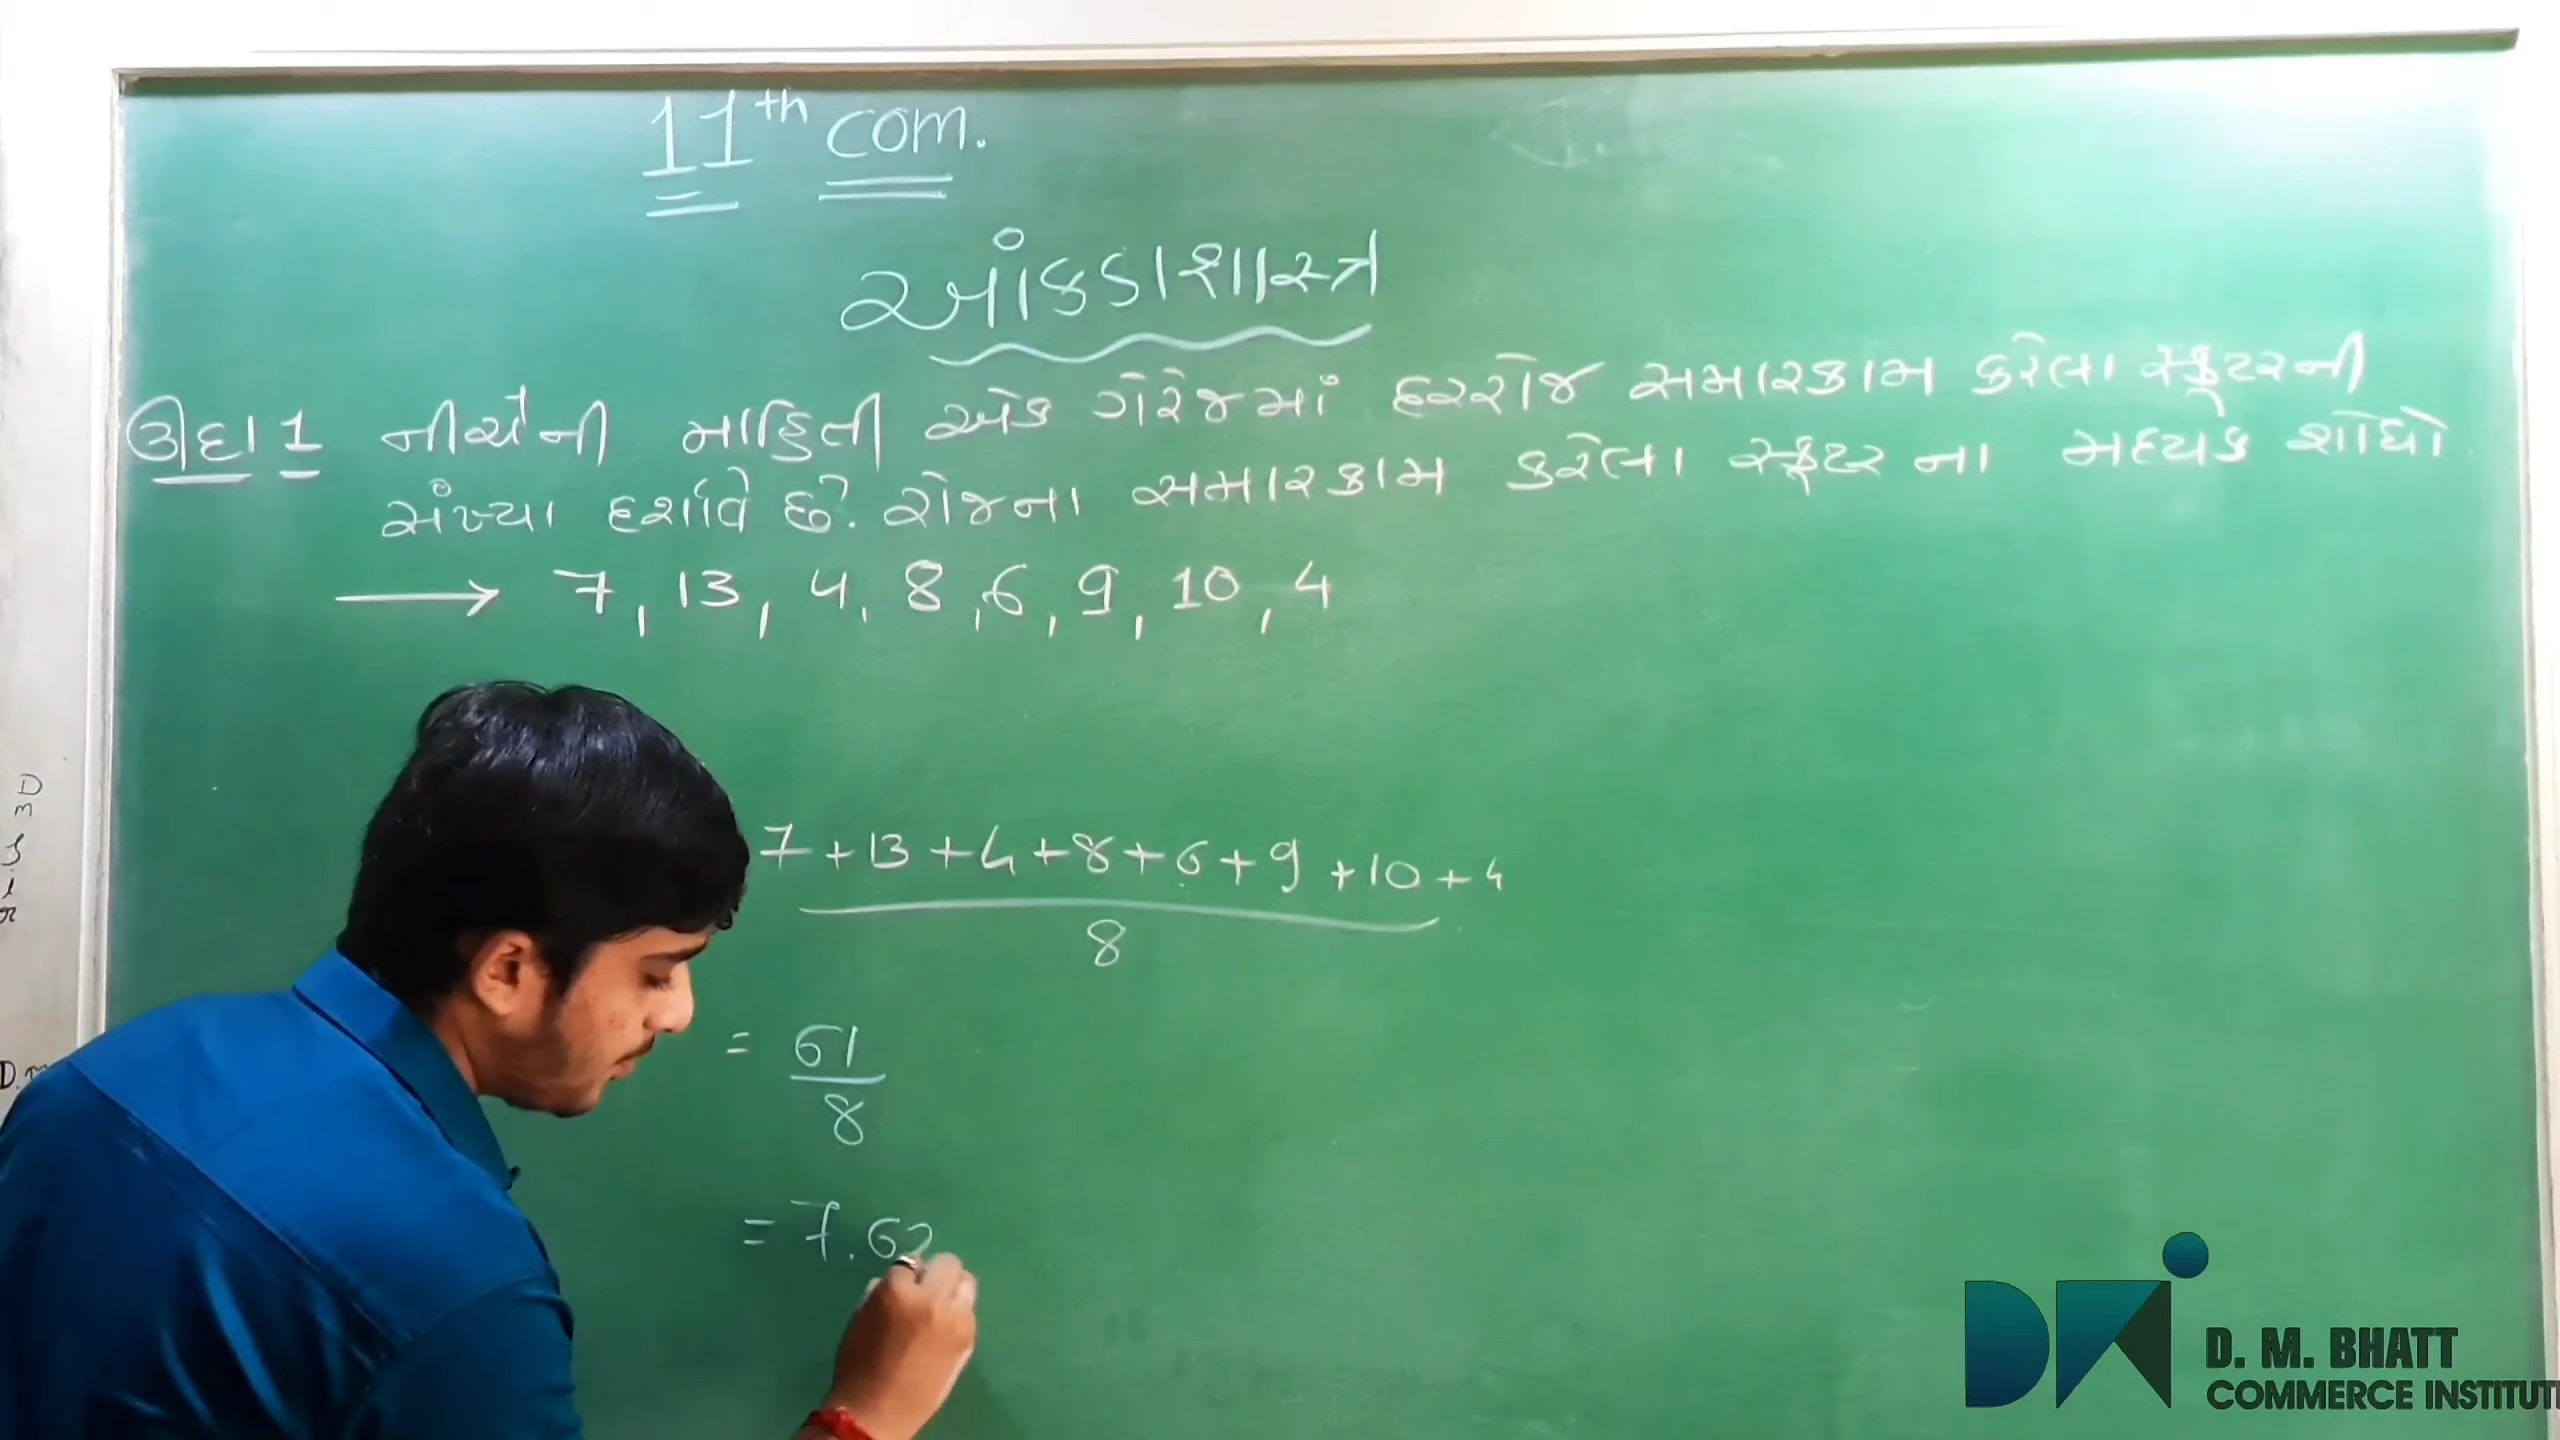 11th com.
આંકડાશાસ્ત્ર
ઉદા 1 નીચેની માહિતી એક ગેરેજમાં દરરોજ સમારકામ કરેલા સ્કૂટરની
સંખ્યા દર્શાવે છે. રોજના સમારકામ કરેલા સ્કૂટર ના મધ્યક શોધો
→ 7, 13, 4, 8, 6, 9, 10, 4
7+13+4+8+6+9+10+4
8
= 61
8
= 7.62
D. M. BHATT
COMMERCE INSTITUT